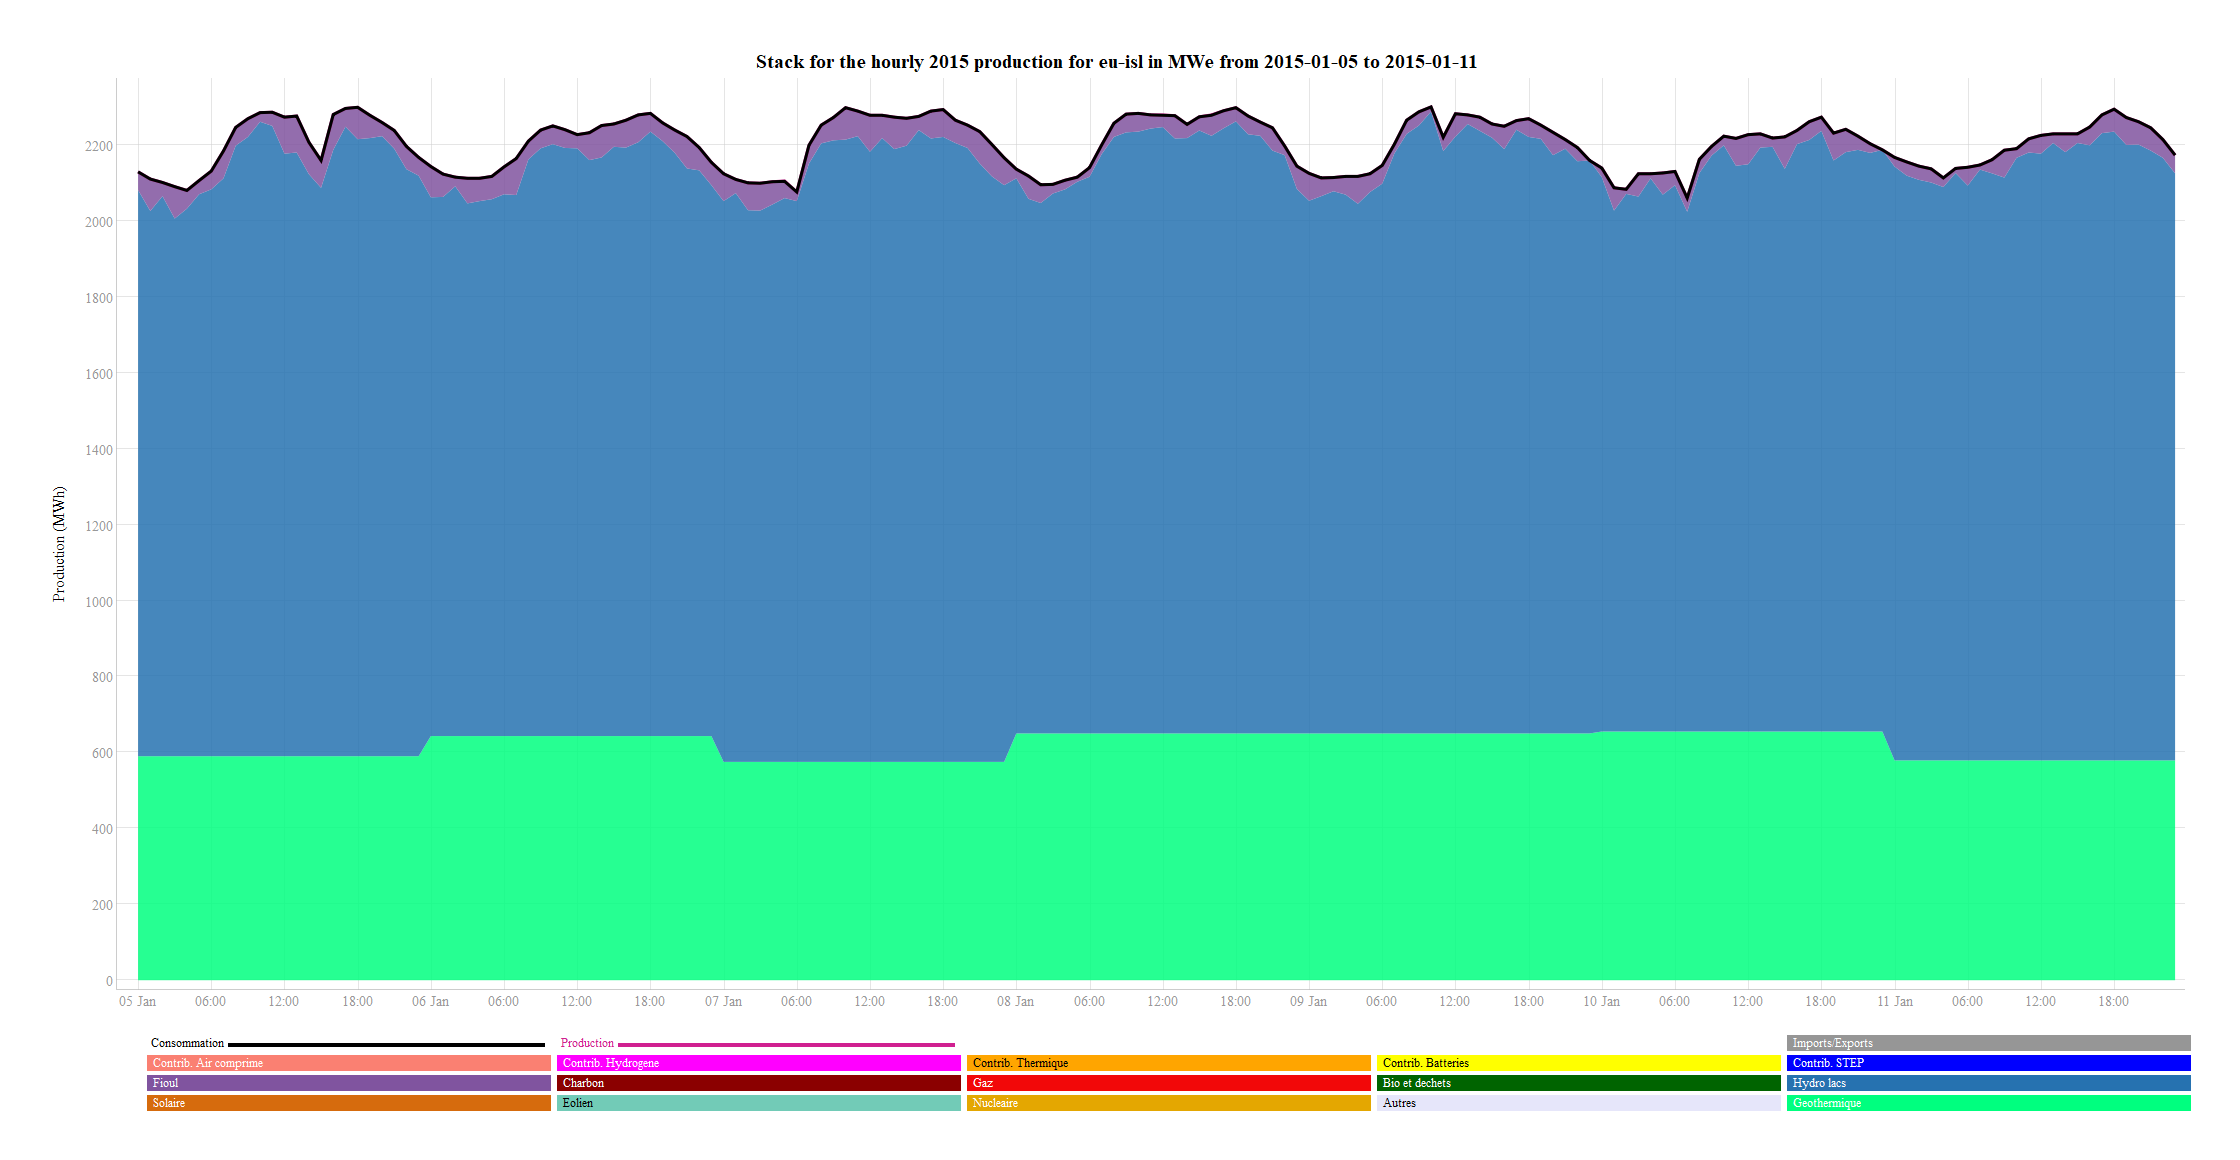 Stack for the hourly 2015 production for eu-isl in MWe from 2015-01-05 to 2015-01-11
Production (MWh)
2200
2000
1800
1600
1400
1200
1000
800
600
400
200
0
05 Jan 06:00 12:00 18:00 06 Jan 06:00 12:00 18:00 07 Jan 06:00 12:00 18:00 08 Jan 06:00 12:00 18:00 09 Jan 06:00 12:00 18:00 10 Jan 06:00 12:00 18:00 11 Jan 06:00 12:00 18:00
Consommation Production Imports/Exports
Contrib. Air comprime Contrib. Hydrogene Contrib. Thermique Contrib. Batteries Contrib. STEP
Fioul Charbon Gaz Bio et dechets Hydro lacs
Solaire Eolien Nucleaire Autres Geothermique